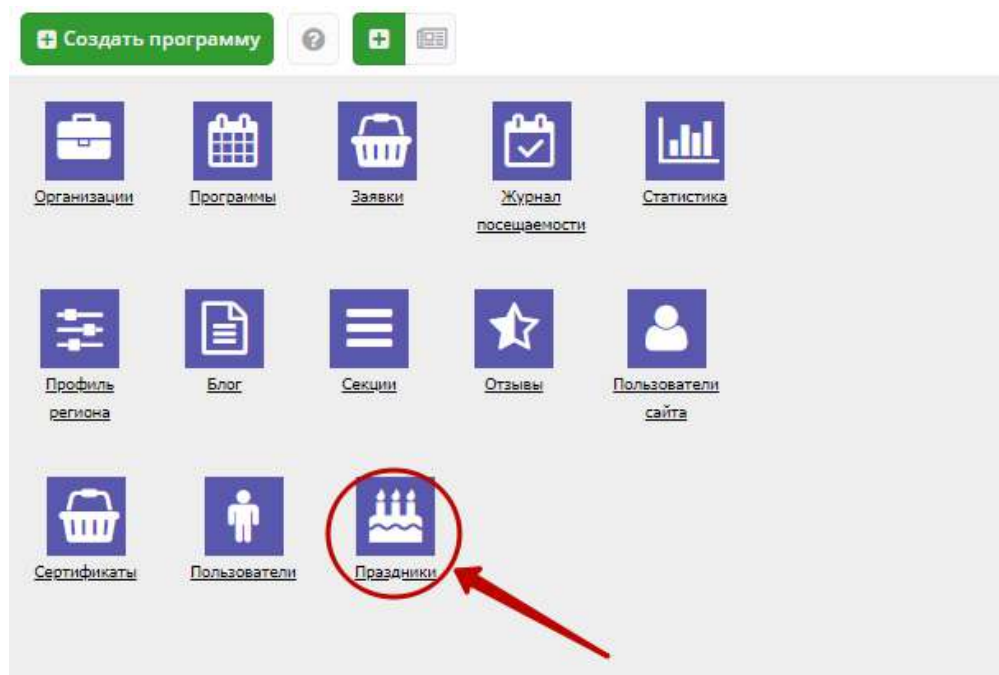 Создать программу
Организации Программы Заявки Журнал посещаемости Статистика
Профиль региона Блог Секции Отзывы Пользователи сайта
Сертификаты Пользователи Праздники